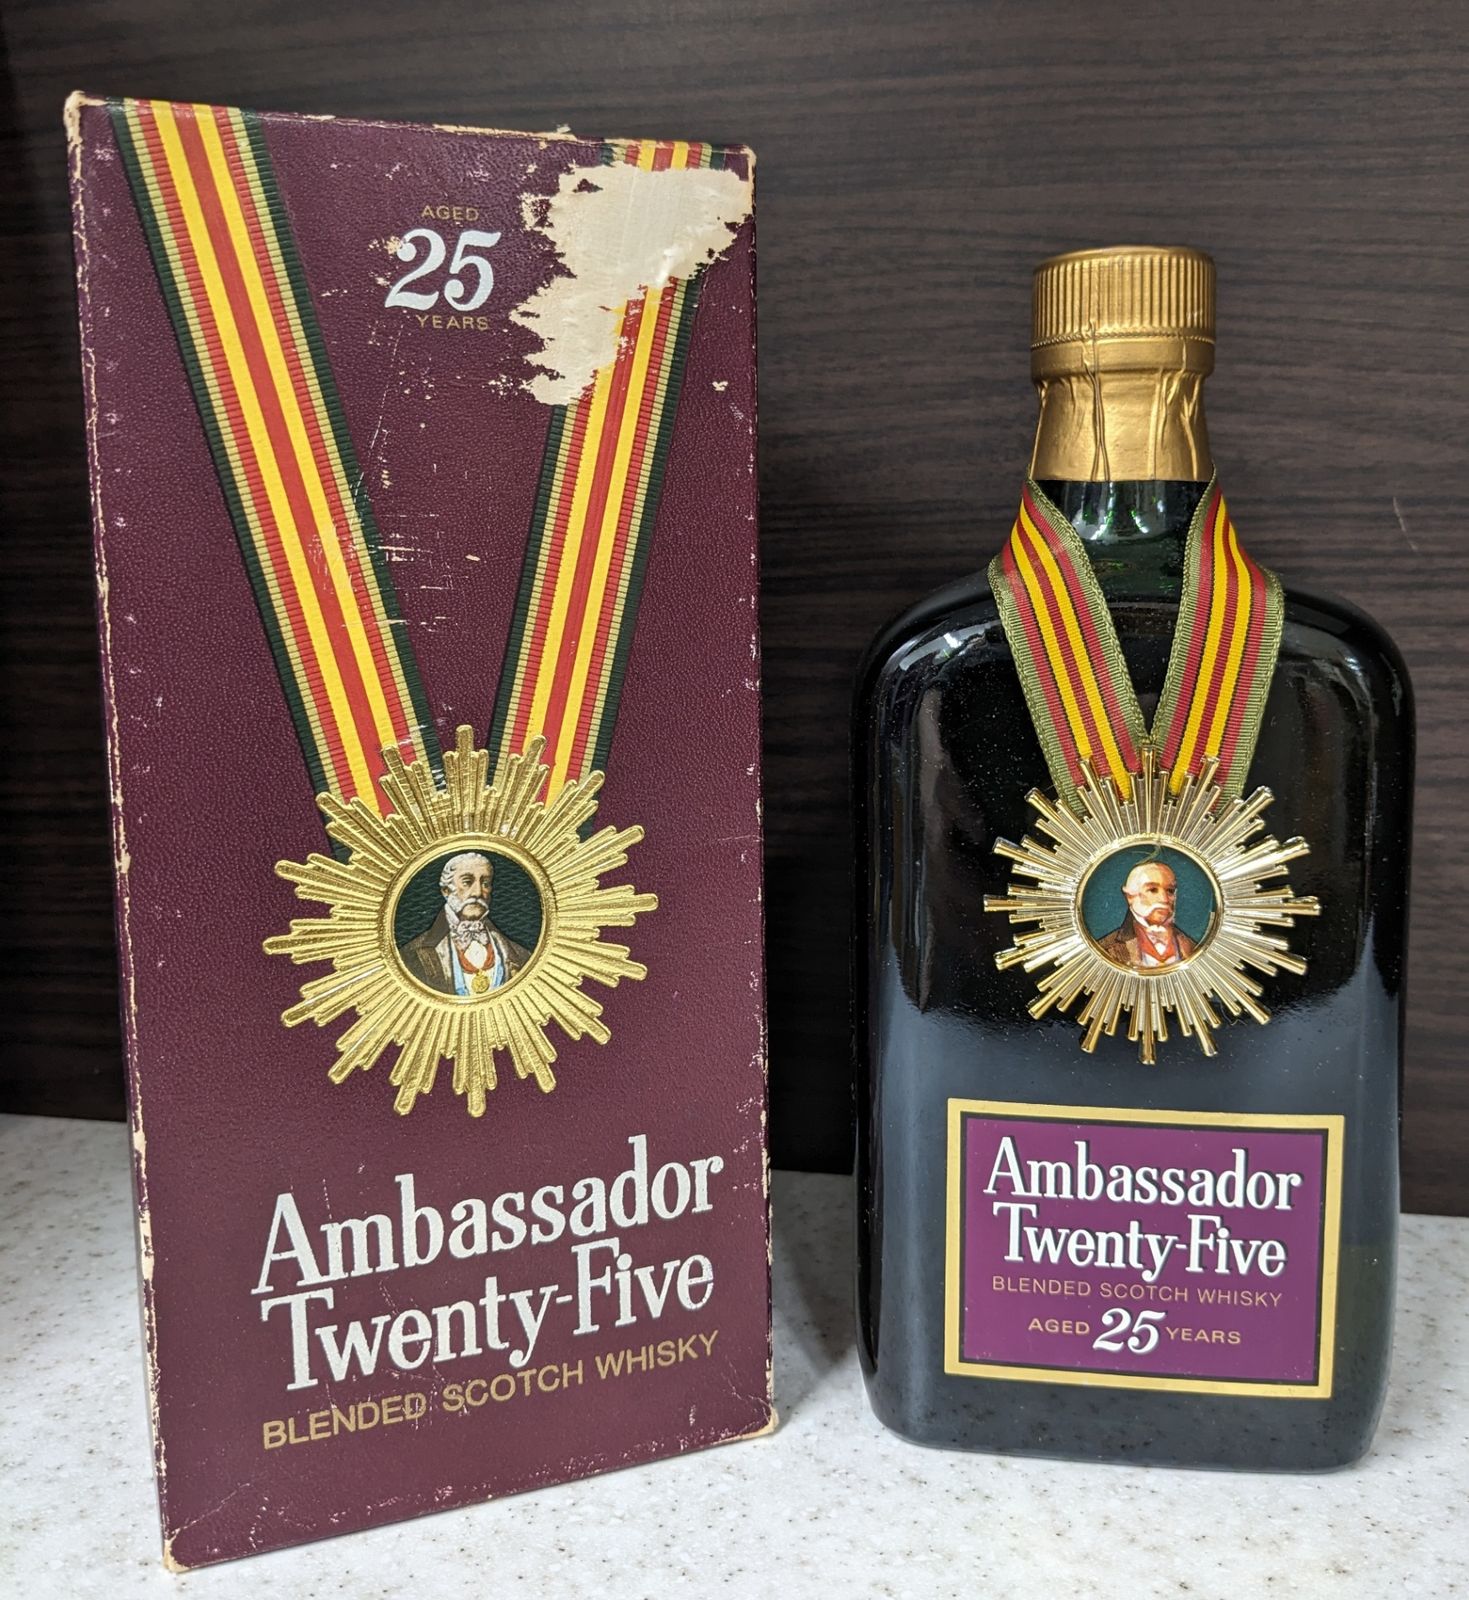 AGED
25
YEARS
Ambassador
Twenty-Five
BLENDED SCOTCH WHISKY
Ambassador
Twenty-Five
BLENDED SCOTCH WHISKY
AGED 25 YEARS